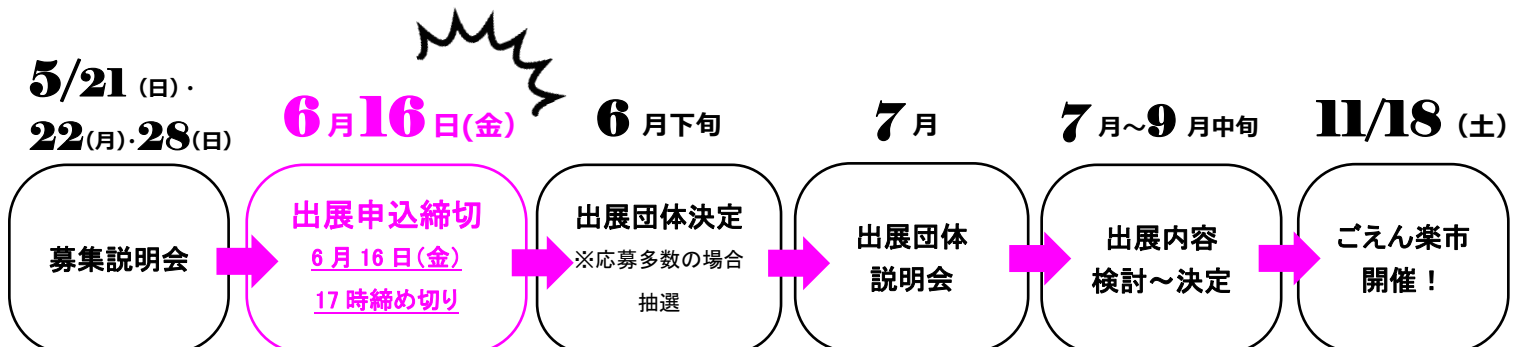 5/21（日）・
22(月)・28(日)
募集説明会
6月16日(金)
出展申込締切
6月16日（金）
17時締め切り
6 月下旬
出展団体決定
※応募多数の場合
抽選
7 月
出展団体
説明会
7 月～9 月中旬
出展内容
検討～決定
11/18（土）
ごえん楽市
開催！